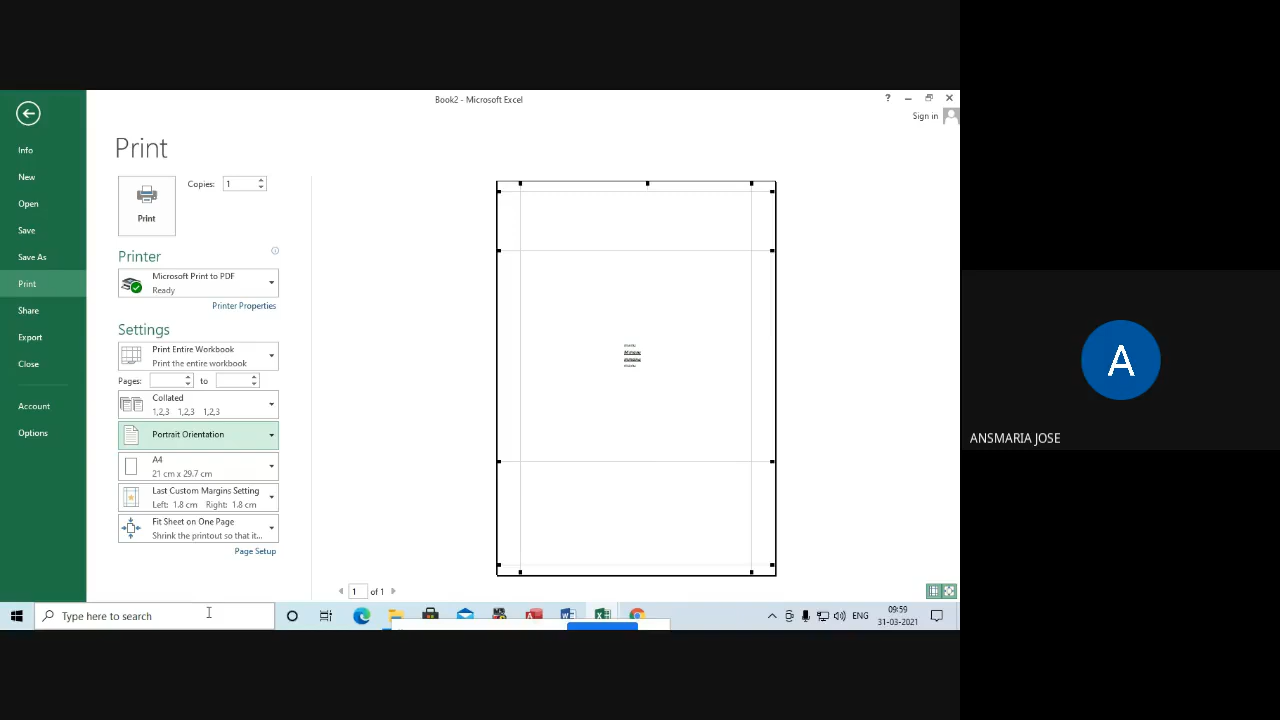 Book2 - Microsoft Excel
?
Sign in
Info
New
Open
Save
Save As
Print
Share
Export
Close
Account
Options
Print
Print
Copies: 1
Printer
Microsoft Print to PDF
Ready
Printer Properties
Settings
Print Entire Workbook
Print the entire workbook
Pages: to
Collated
1,2,3 1,2,3 1,2,3
Portrait Orientation
A4
21 cm x 29.7 cm
Last Custom Margins Setting
Left: 1.8 cm Right: 1.8 cm
Fit Sheet on One Page
Shrink the printout so that it...
Page Setup
1 of 1
Type here to search
ENG
09:59
31-03-2021
A
ANSMARIA JOSE